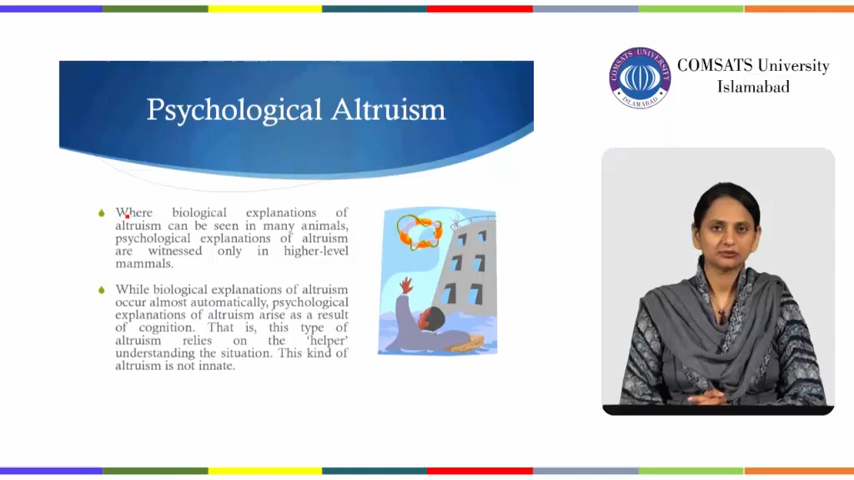 COMSATS University
Islamabad
COMSATS UNIVERSITY
ISLAMABAD
Psychological Altruism
Where biological explanations of
altruism can be seen in many animals,
psychological explanations of altruism
are witnessed only in higher-level
mammals.
While biological explanations of altruism
occur almost automatically, psychological
explanations of altruism arise as a result
of cognition. That is, this type of
altruism relies on the 'helper'
understanding the situation. This kind of
altruism is not innate.